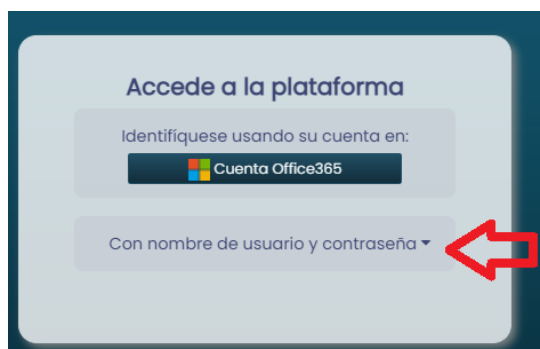 Accede a la plataforma
Identifíquese usando su cuenta en:
Cuenta Office365
Con nombre de usuario y contraseña